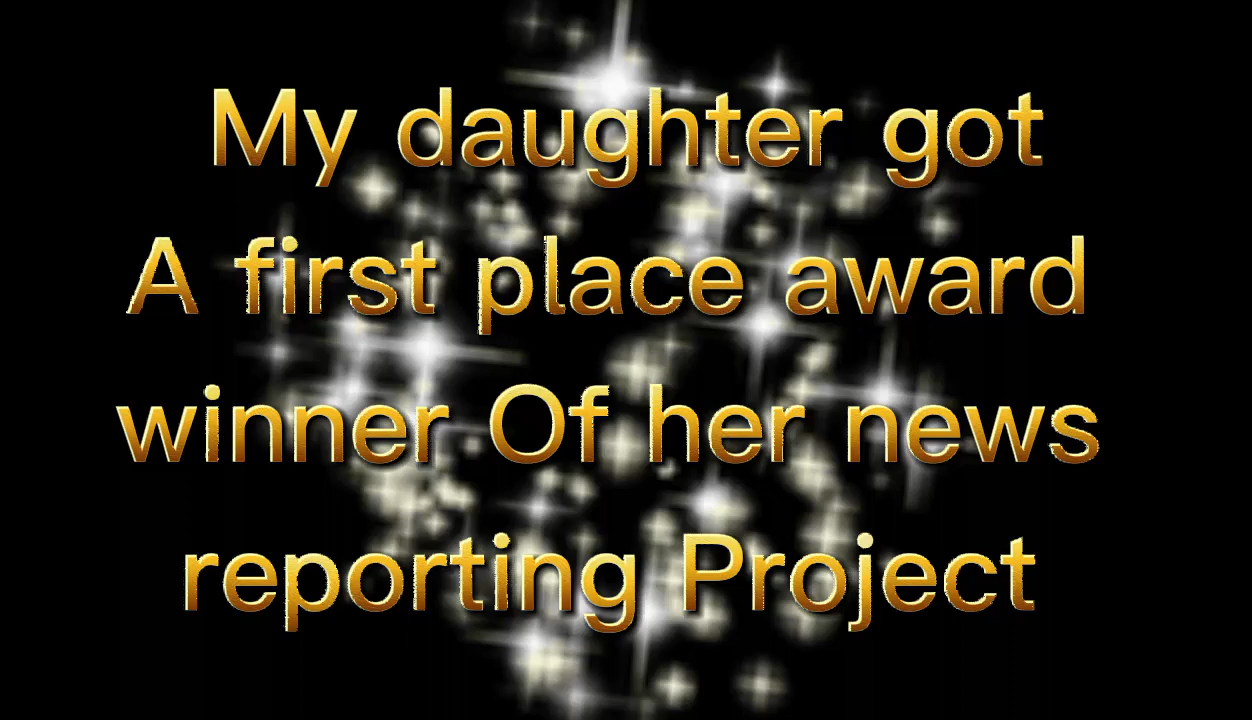 My daughter got
A first place award
winner Of her news
reporting Project